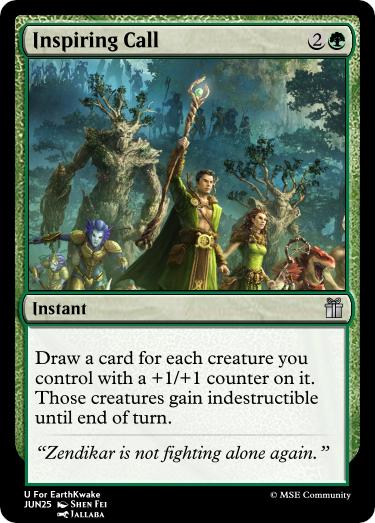 Inspiring Call 2
Instant
Draw a card for each creature you
control with a +1/+1 counter on it.
Those creatures gain indestructible
until end of turn.
“Zendikar is not fighting alone again.”
U For EarthKwake
JUN25 Shen Fei © MSE Community
Jallaba